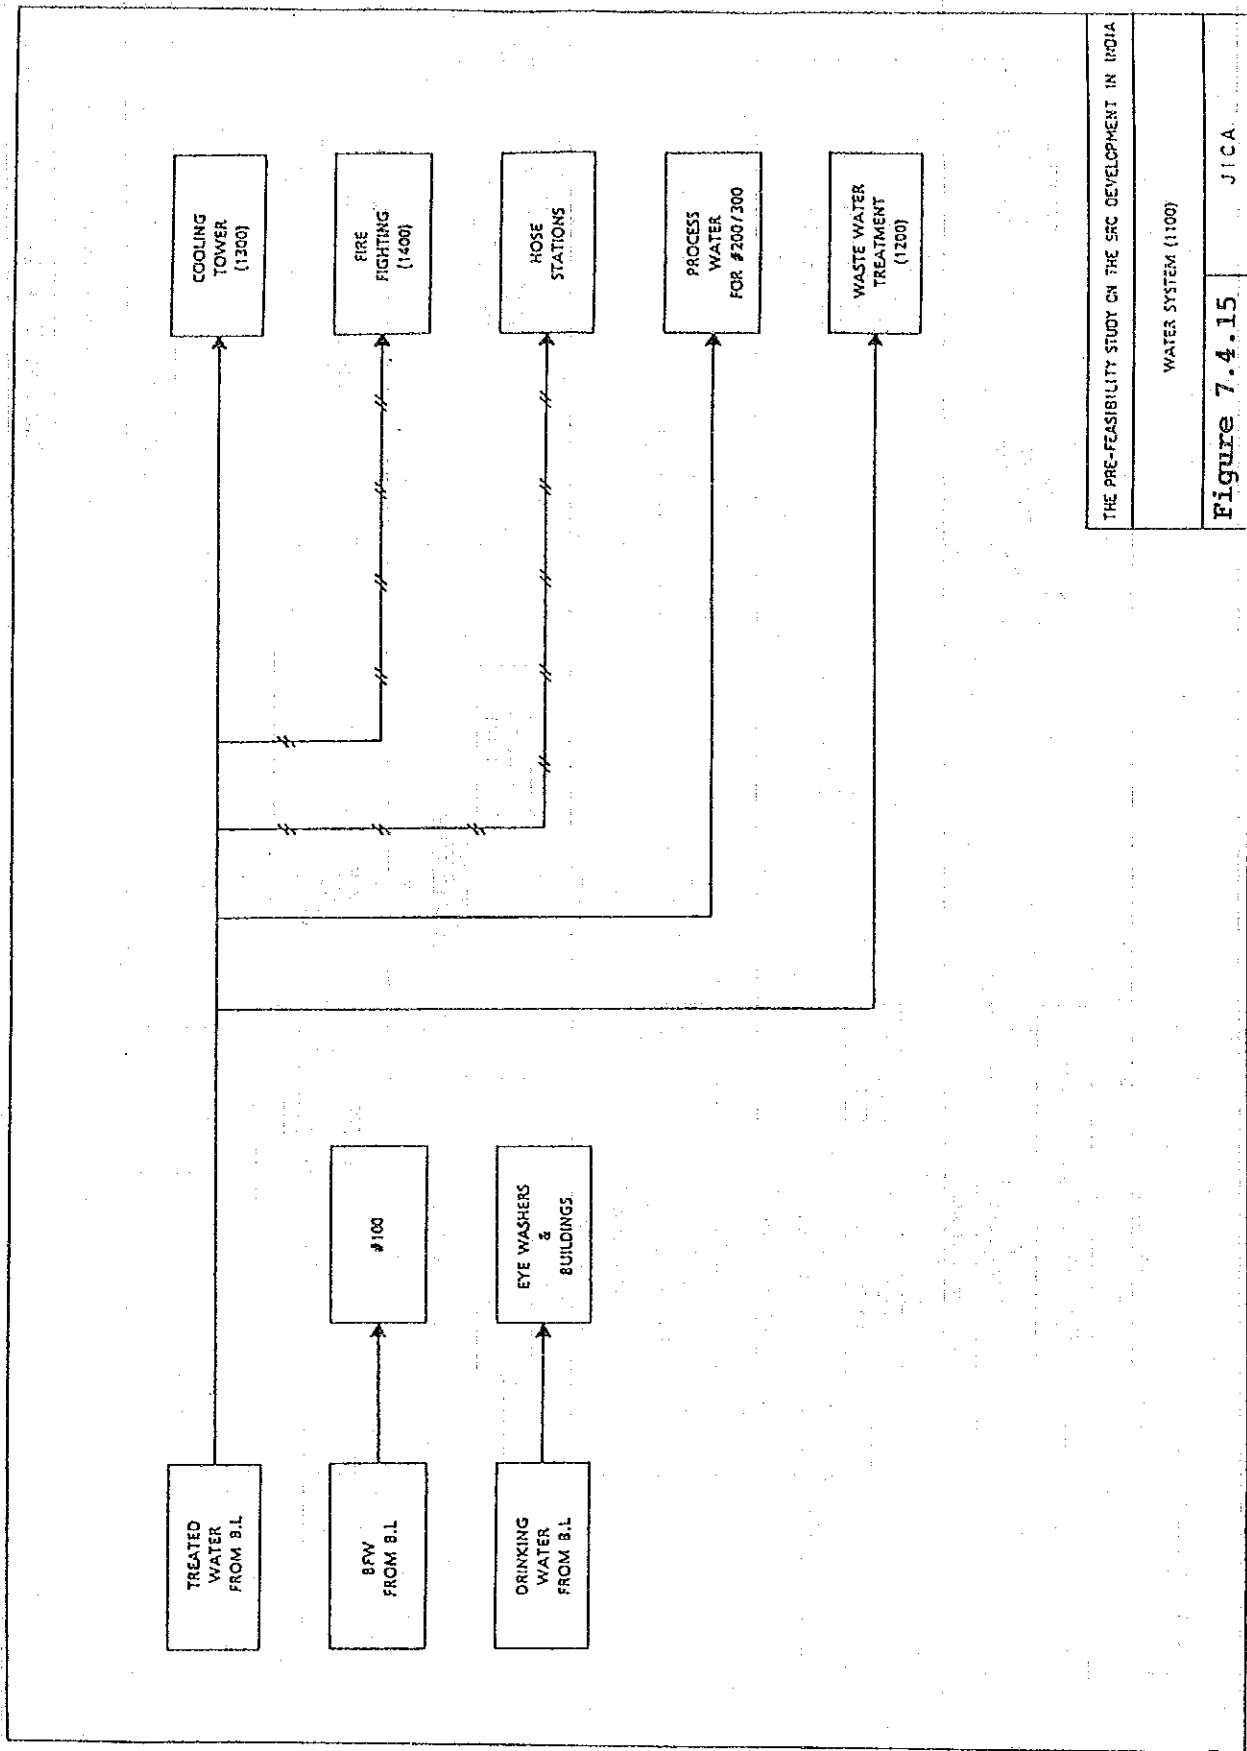 TREATED
WATER
FROM B.L
BFW
FROM B.L
DRINKING
WATER
FROM B.L
#100
EYE WASHERS
&
BUILDINGS
COOLING
TOWER
(1300)
FIRE
FIGHTING
(1400)
HOSE
STATIONS
PROCESS
WATER
FOR #200/300
WASTE WATER
TREATMENT
(1200)
THE PRE-FEASIBILITY STUDY ON THE SRC DEVELOPMENT IN INDIA
WATER SYSTEM (1100)
Figure 7.4.15 JICA